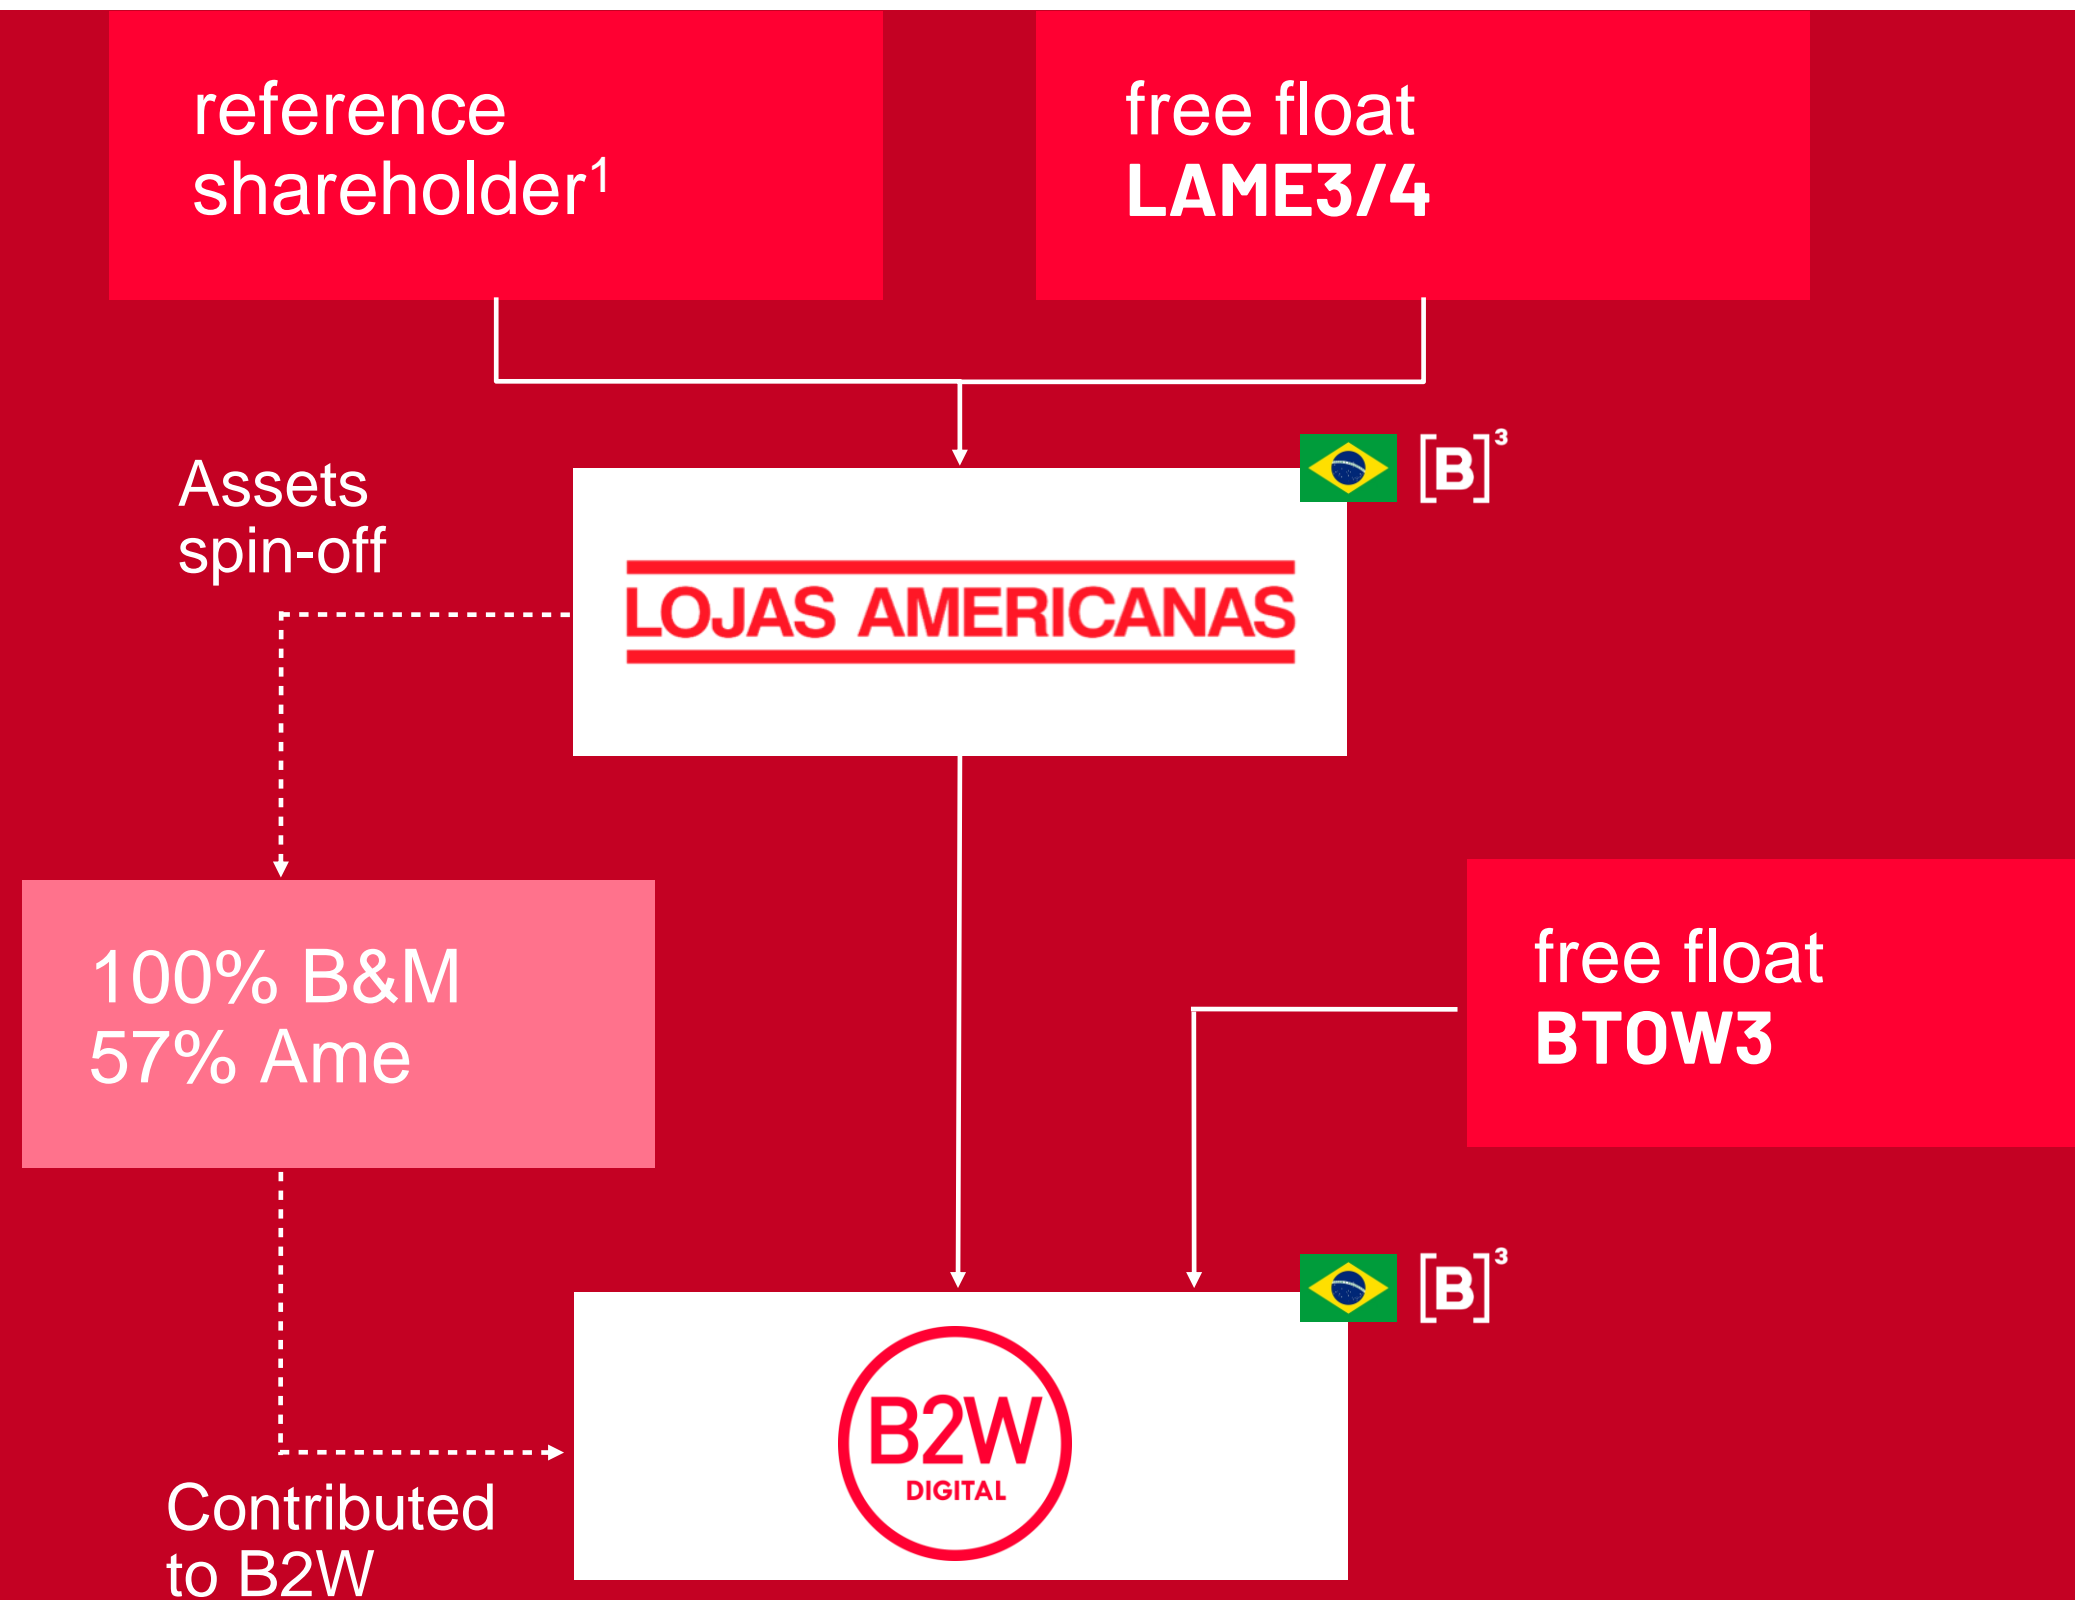 reference
shareholder¹
free float
LAME3/4
Assets
spin-off
[B]³
LOJAS AMERICANAS
100% B&M
57% Ame
free float
BTOW3
[B]³
B2W
DIGITAL
Contributed
to B2W